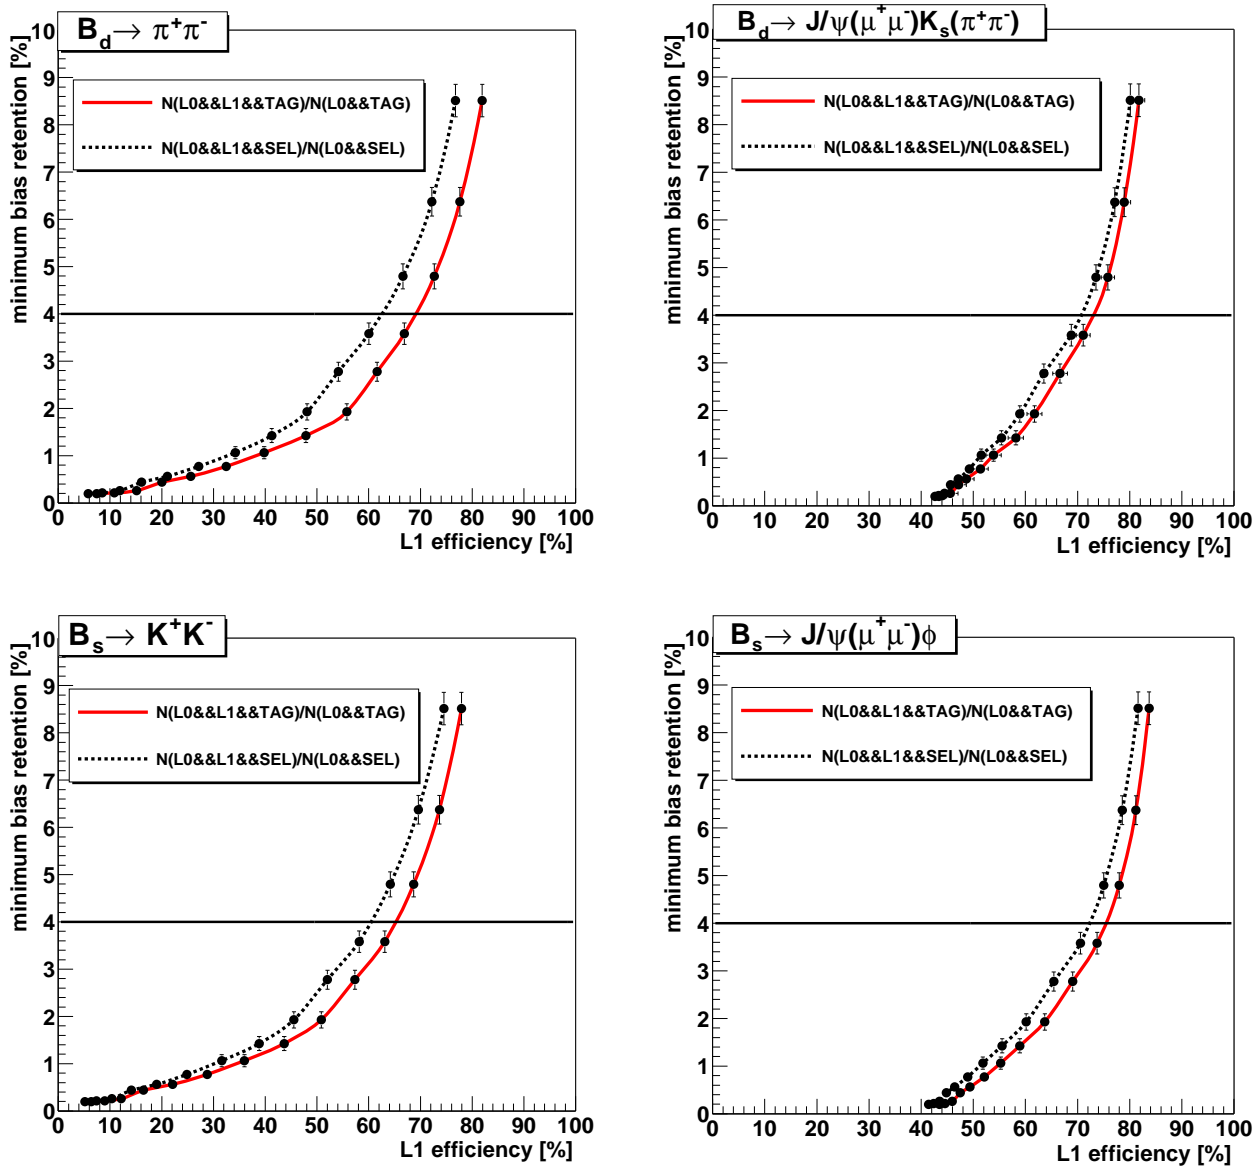 B_d → π⁺π⁻
minimum bias retention [%]
10
9
8
7
6
5
4
3
2
1
0
N(L0&&L1&&TAG)/N(L0&&TAG)
N(L0&&L1&&SEL)/N(L0&&SEL)
0 10 20 30 40 50 60 70 80 90 100
L1 efficiency [%]
B_d → J/ψ(μ⁺μ⁻)K_s(π⁺π⁻)
minimum bias retention [%]
10
9
8
7
6
5
4
3
2
1
0
N(L0&&L1&&TAG)/N(L0&&TAG)
N(L0&&L1&&SEL)/N(L0&&SEL)
0 10 20 30 40 50 60 70 80 90 100
L1 efficiency [%]
B_s → K⁺K⁻
minimum bias retention [%]
10
9
8
7
6
5
4
3
2
1
0
N(L0&&L1&&TAG)/N(L0&&TAG)
N(L0&&L1&&SEL)/N(L0&&SEL)
0 10 20 30 40 50 60 70 80 90 100
L1 efficiency [%]
B_s → J/ψ(μ⁺μ⁻)ϕ
minimum bias retention [%]
10
9
8
7
6
5
4
3
2
1
0
N(L0&&L1&&TAG)/N(L0&&TAG)
N(L0&&L1&&SEL)/N(L0&&SEL)
0 10 20 30 40 50 60 70 80 90 100
L1 efficiency [%]